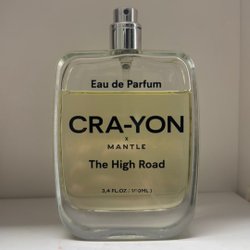 Eau de Parfum
CRA-YON
x
MANTLE
The High Road
3,4 FL.OZ / 100ML